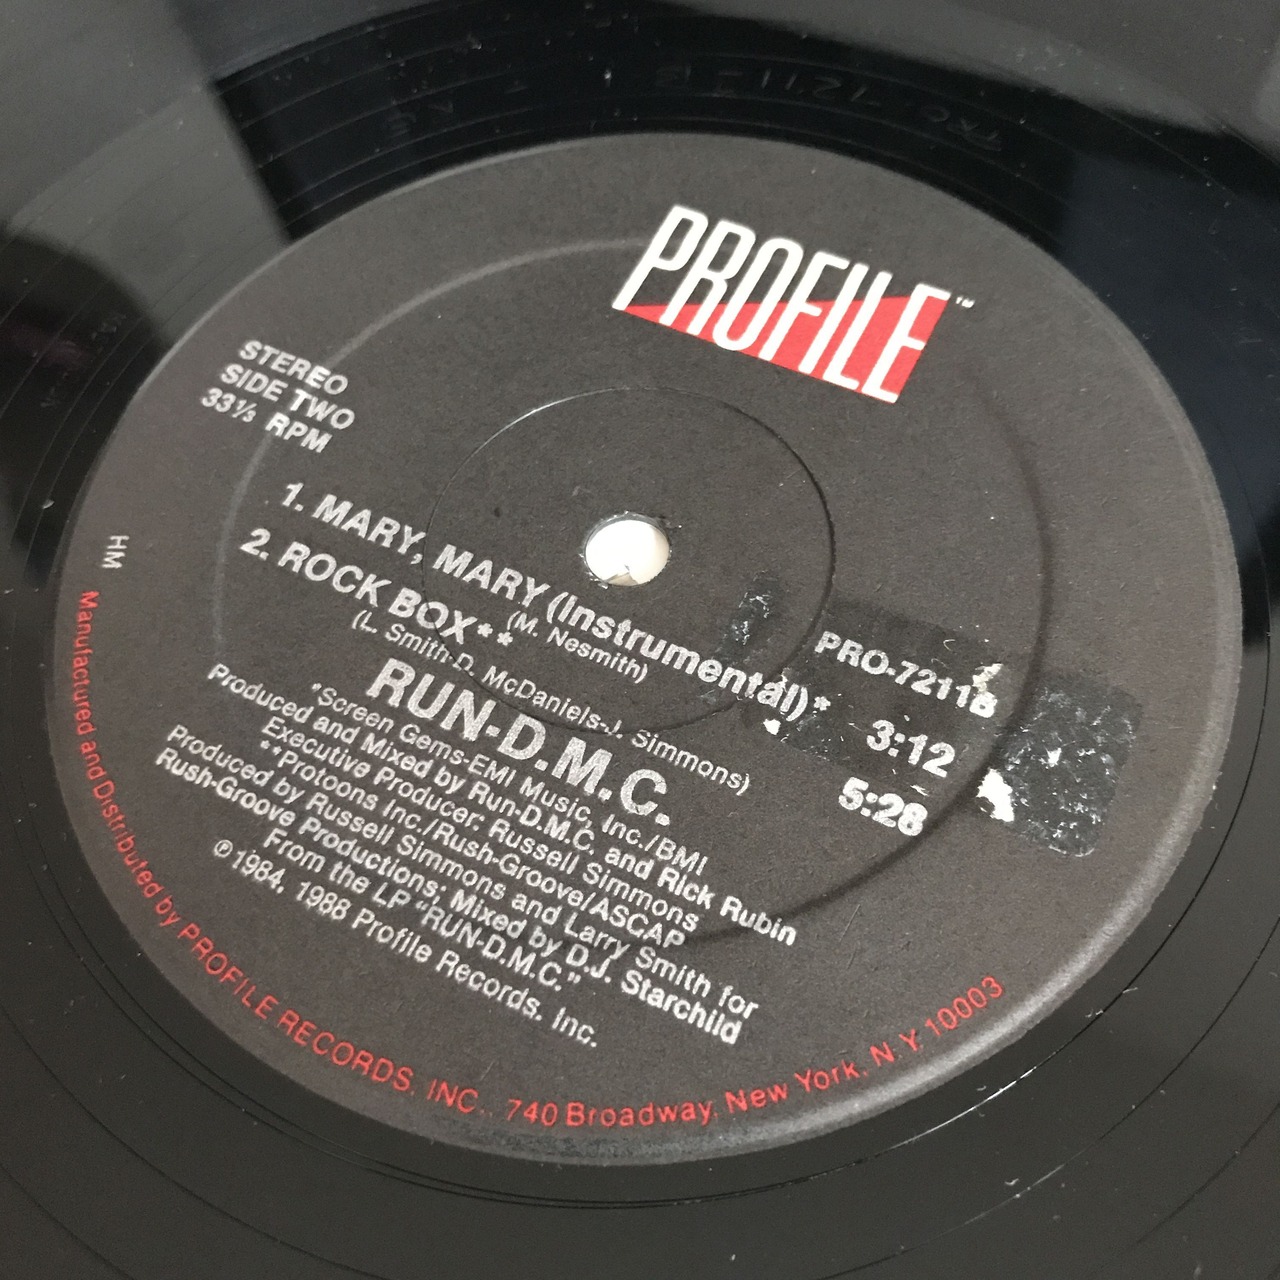 PROFILE™
STEREO
SIDE TWO
33⅓ RPM
PRO-7211B
1. MARY, MARY (Instrumental)* 3:12
(M. Nesmith)
2. ROCK BOX** 5:28
(L. Smith-D. McDaniels-J. Simmons)
RUN-D.M.C.
*Screen Gems-EMI Music, Inc./BMI
Produced and Mixed by Run-D.M.C. and Rick Rubin
Executive Producer: Russell Simmons
**Protoons Inc./Rush-Groove/ASCAP
Produced by Russell Simmons and Larry Smith for
Rush-Groove Productions; Mixed by D.J. Starchild
From the LP "RUN-D.M.C."
℗1984, 1988 Profile Records, Inc.
HM
Manufactured and Distributed by PROFILE RECORDS, INC., 740 Broadway, New York, N.Y. 10003